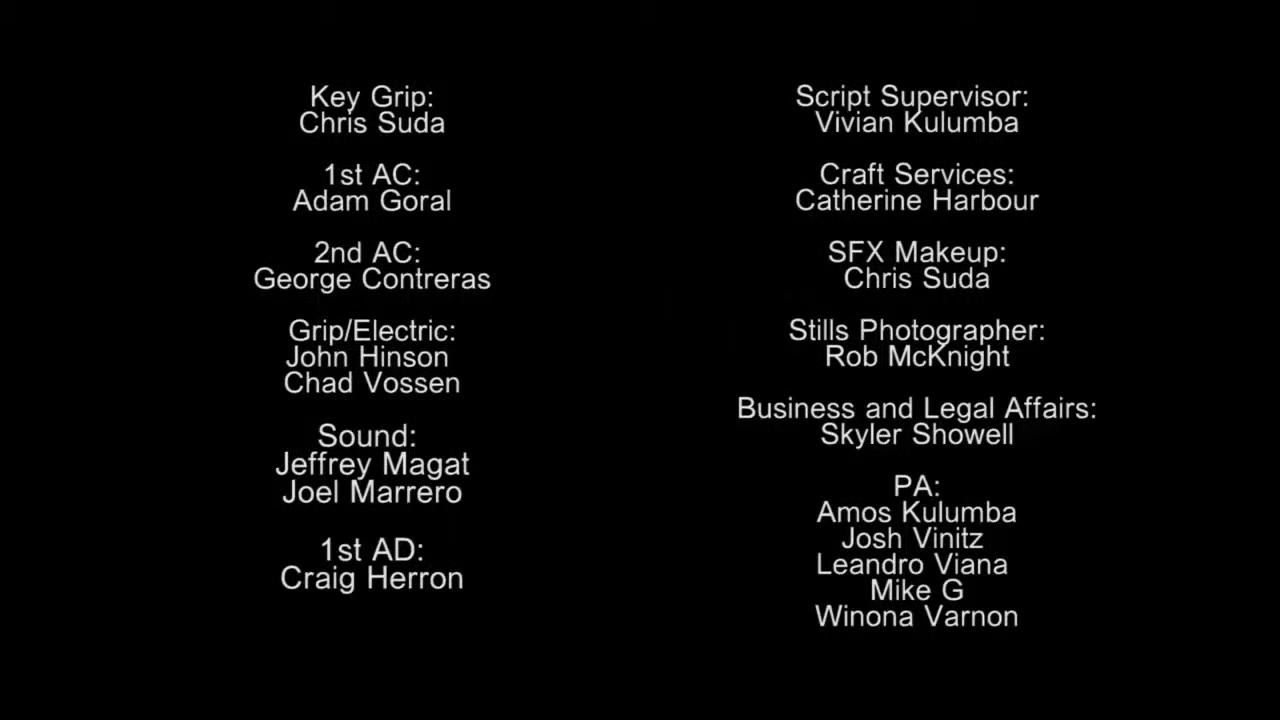 Key Grip:
Chris Suda
1st AC:
Adam Goral
2nd AC:
George Contreras
Grip/Electric:
John Hinson
Chad Vossen
Sound:
Jeffrey Magat
Joel Marrero
1st AD:
Craig Herron
Script Supervisor:
Vivian Kulumba
Craft Services:
Catherine Harbour
SFX Makeup:
Chris Suda
Stills Photographer:
Rob McKnight
Business and Legal Affairs:
Skyler Showell
PA:
Amos Kulumba
Josh Vinitz
Leandro Viana
Mike G
Winona Varnon